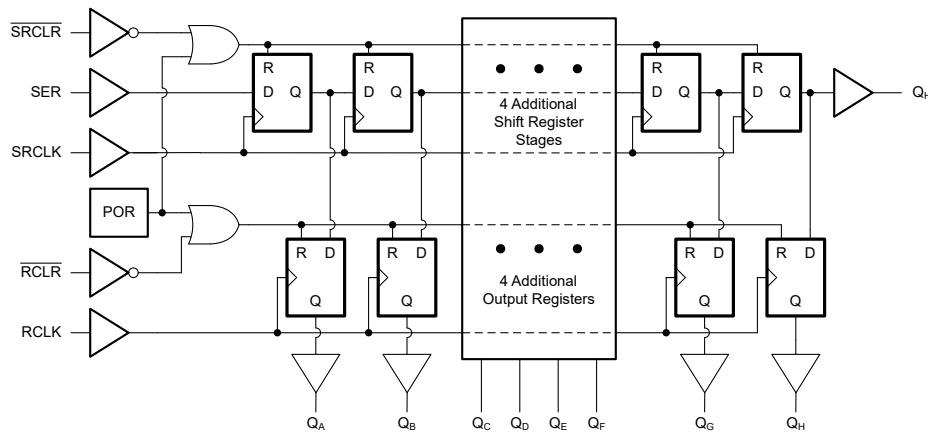 SRCLR
SER
SRCLK
POR
RCLR
RCLK
R
D Q
R
D Q
4 Additional
Shift Register
Stages
R
D Q
R
D Q
QH
R D
Q
R D
Q
4 Additional
Output Registers
R D
Q
R D
Q
QA
QB
QC
QD
QE
QF
QG
QH